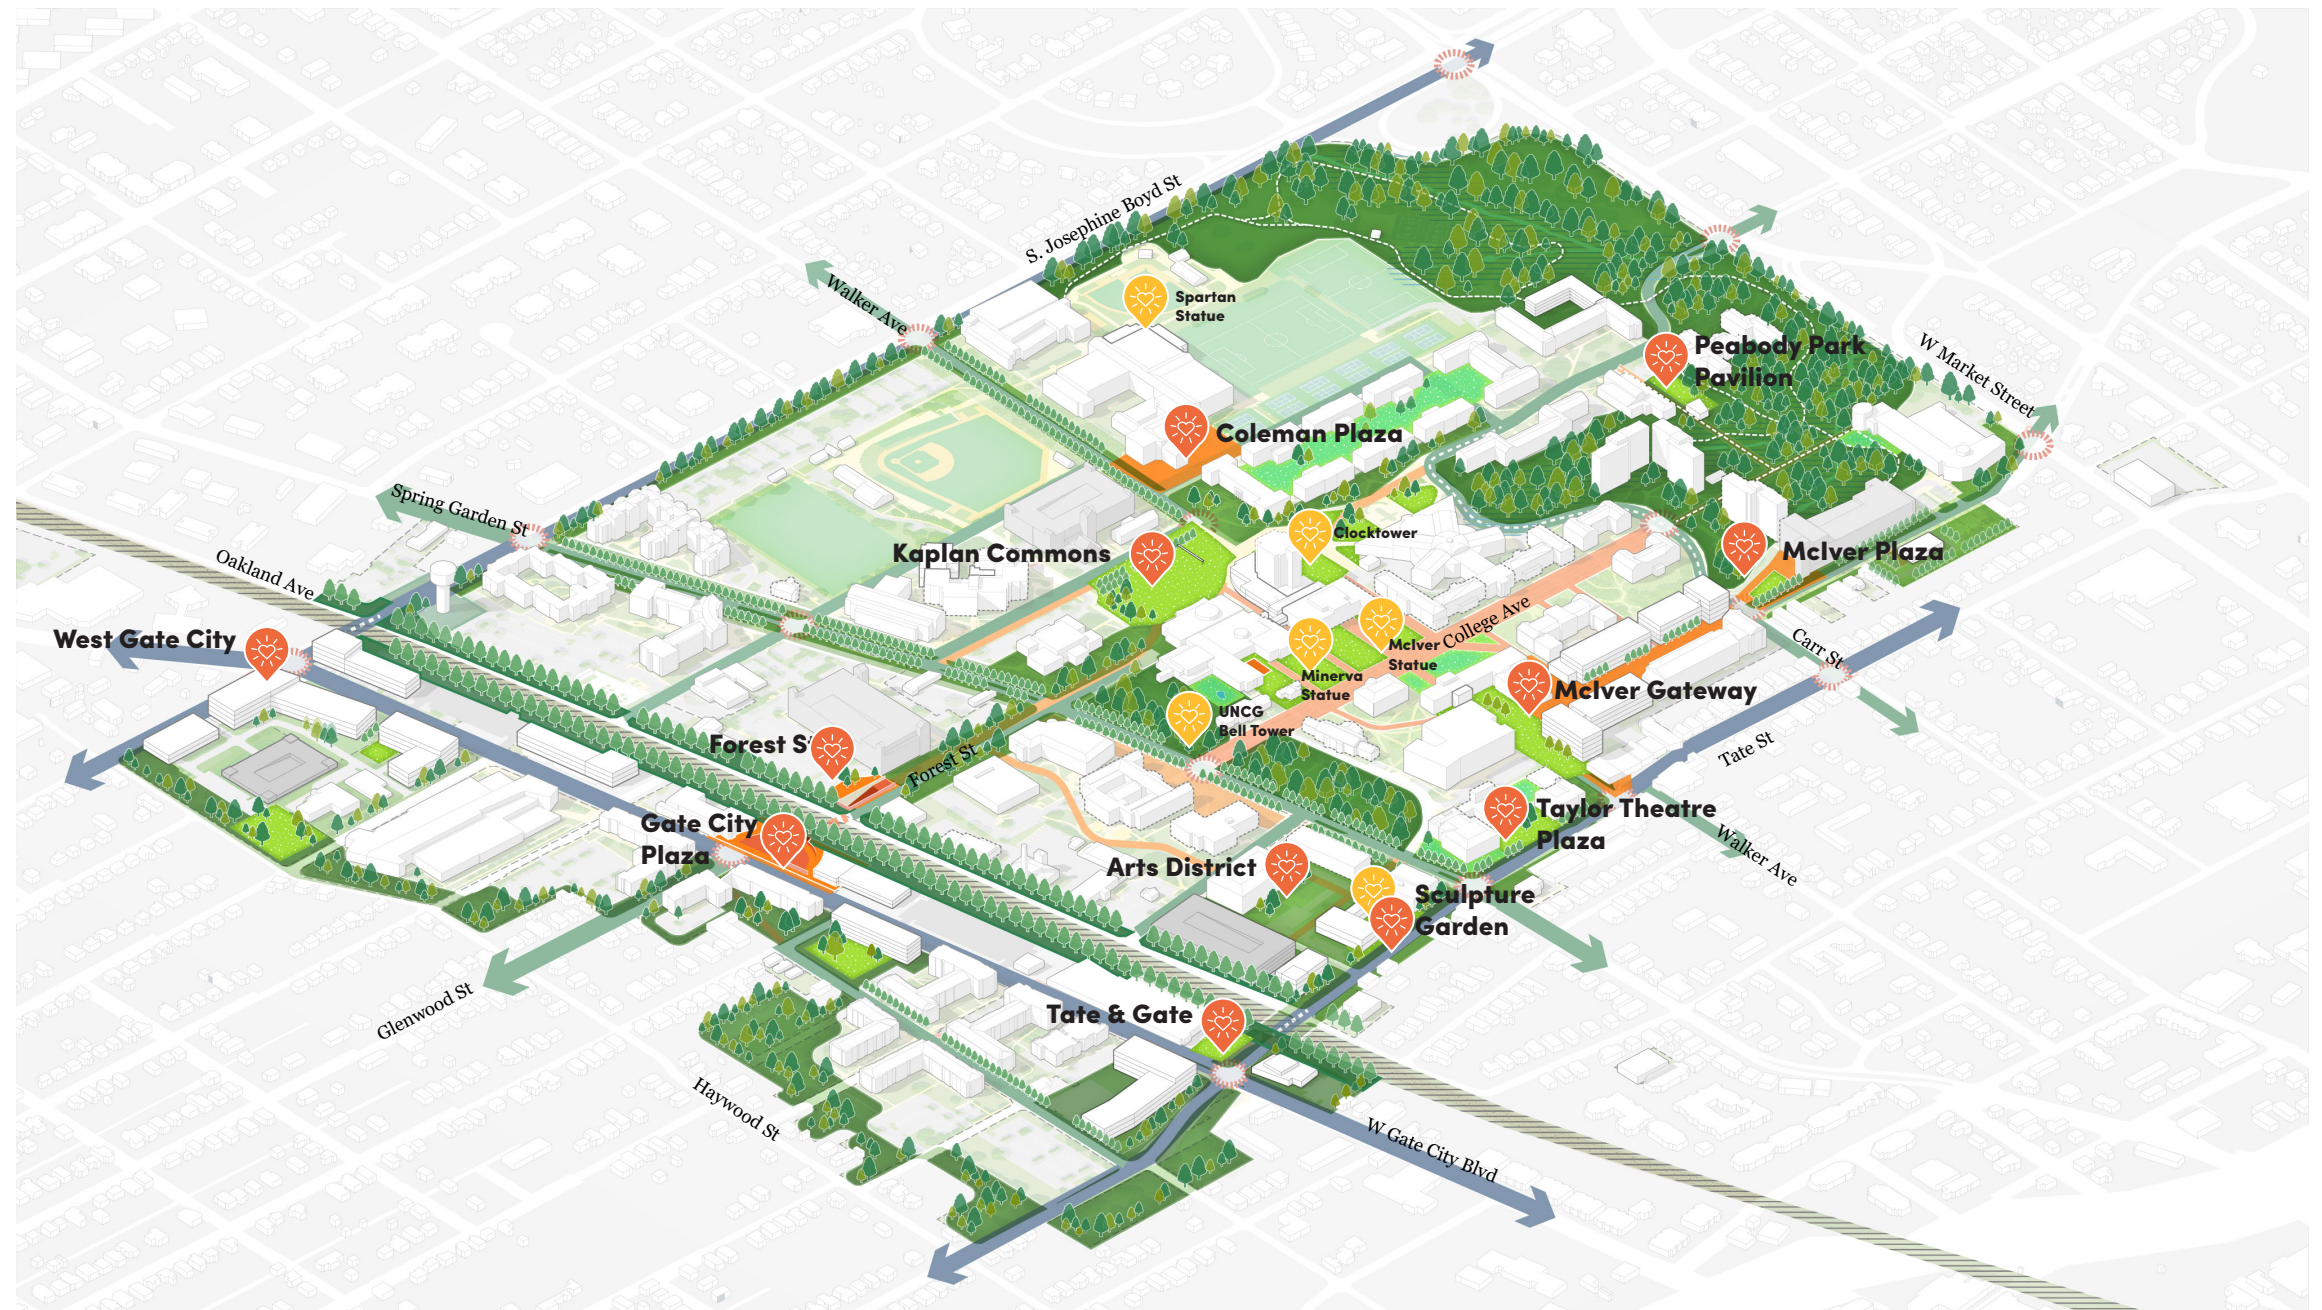 S. Josephine Boyd St
Walker Ave
Spartan
Statue
Peabody Park
Pavilion
W Market Street
Coleman Plaza
Spring Garden St
Oakland Ave
Clocktower
Kaplan Commons
McIver Plaza
West Gate City
College Ave
McIver
Statue
Minerva
Statue
Carr St
McIver Gateway
UNCG
Bell Tower
Forest S
Forest St
Tate St
Gate City
Plaza
Taylor Theatre
Plaza
Walker Ave
Arts District
Sculpture
Garden
Glenwood St
Tate & Gate
Haywood St
W Gate City Blvd